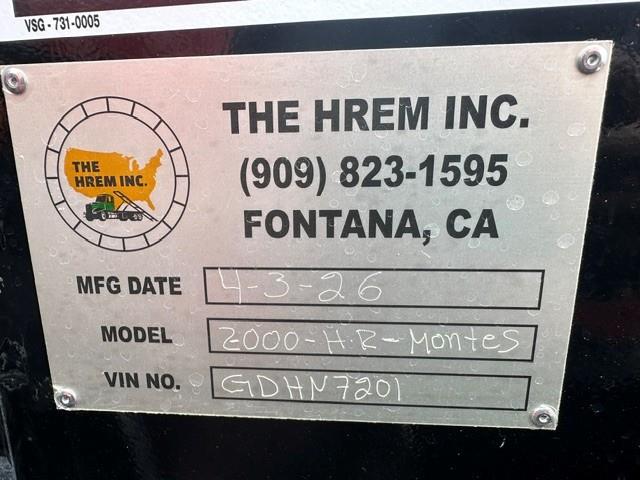 VSG - 731-0005
THE HREM INC.
(909) 823-1595
FONTANA, CA
THE
HREM INC.
MFG DATE 4-3-26
MODEL 2000-H.R-Montes
VIN NO. GDHN7201